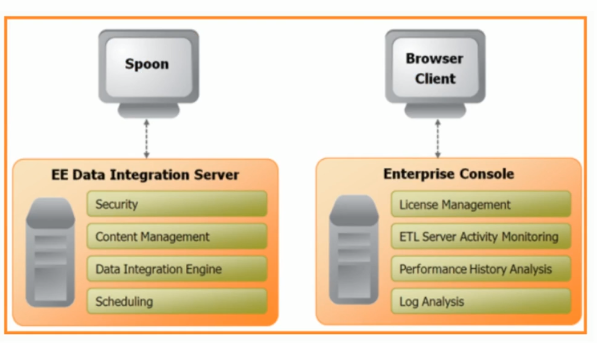 Spoon
Browser
Client
EE Data Integration Server
Security
Content Management
Data Integration Engine
Scheduling
Enterprise Console
License Management
ETL Server Activity Monitoring
Performance History Analysis
Log Analysis